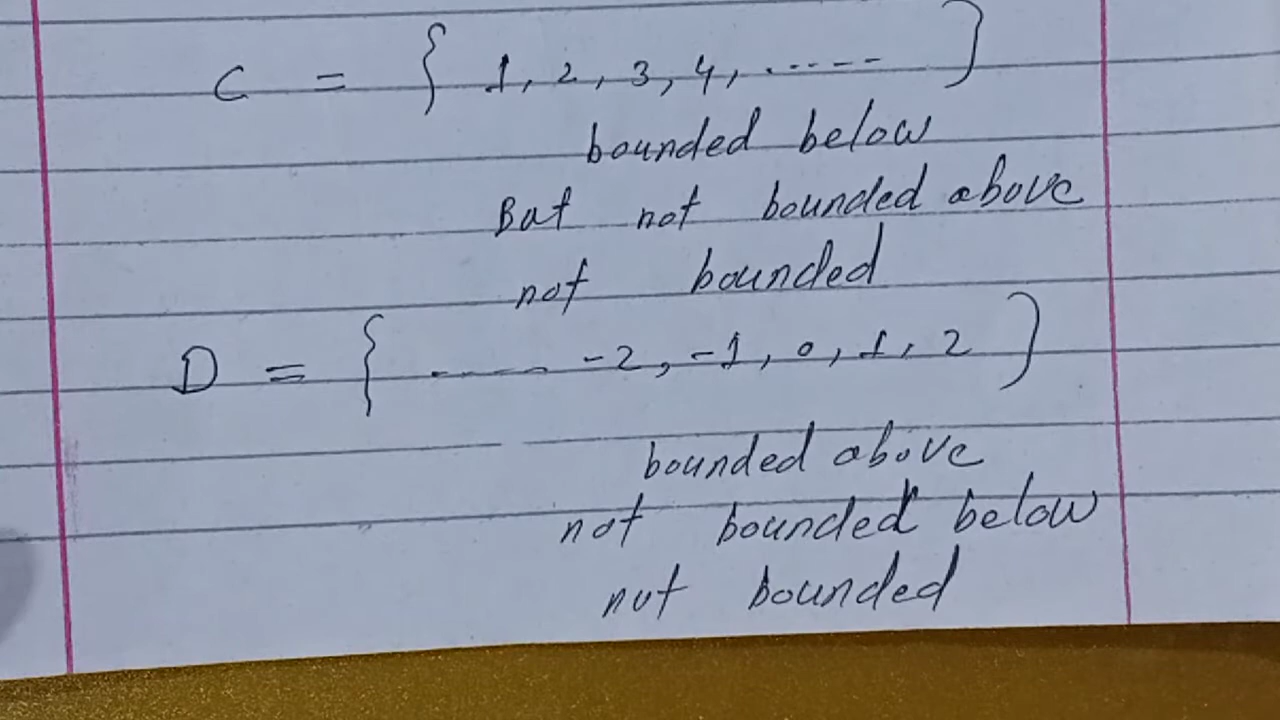 C = { 1, 2, 3, 4, ...... }
bounded below
But not bounded above
not bounded
D = { ...... -2, -1, 0, 1, 2 }
bounded above
not bounded below
not bounded